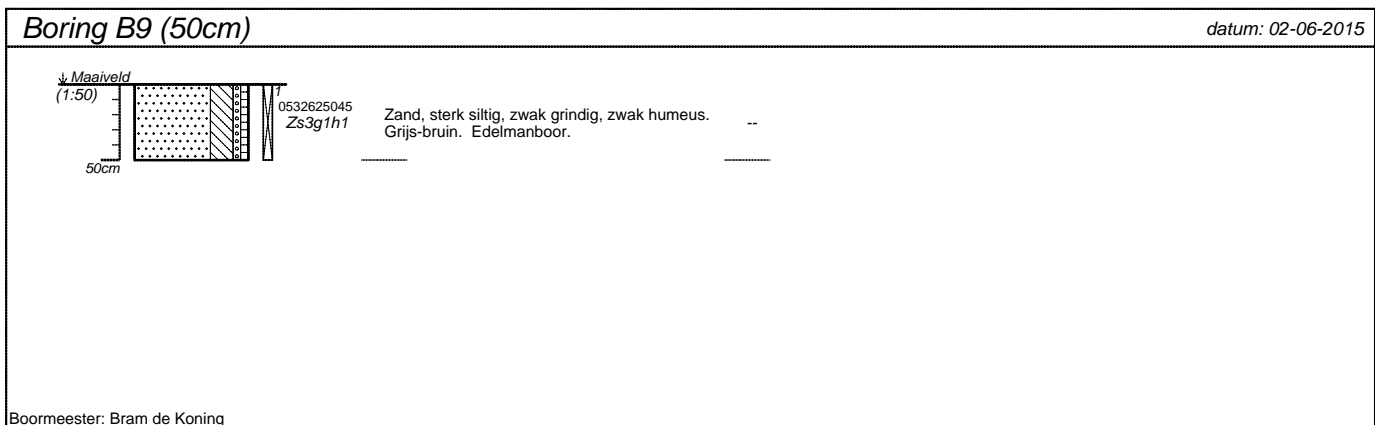 Boring B9 (50cm)
datum: 02-06-2015
Maaiveld
(1:50)
1
0532625045
Zs3g1h1
Zand, sterk siltig, zwak grindig, zwak humeus.
Grijs-bruin. Edelmanboor.
--
50cm
Boormeester: Bram de Koning